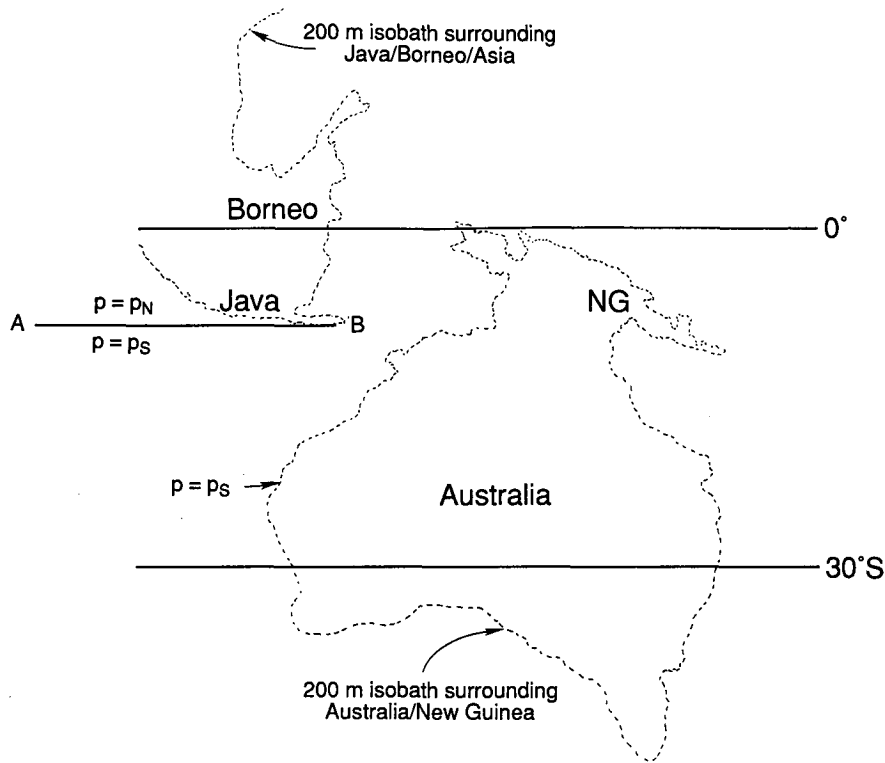 200 m isobath surrounding
Java/Borneo/Asia
Borneo
0°
Java
NG
p = pN
A
B
p = pS
p = pS
Australia
30°S
200 m isobath surrounding
Australia/New Guinea